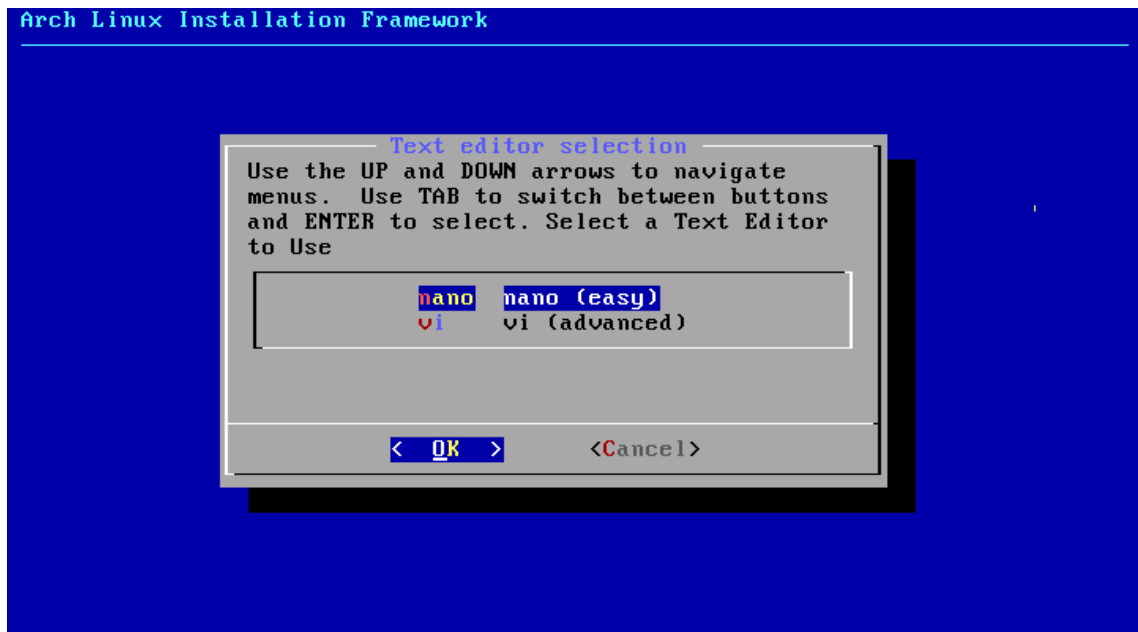 Arch Linux Installation Framework
Text editor selection
Use the UP and DOWN arrows to navigate
menus.  Use TAB to switch between buttons
and ENTER to select. Select a Text Editor
to Use
nano  nano (easy)
vi    vi (advanced)
<  OK  >      <Cancel>